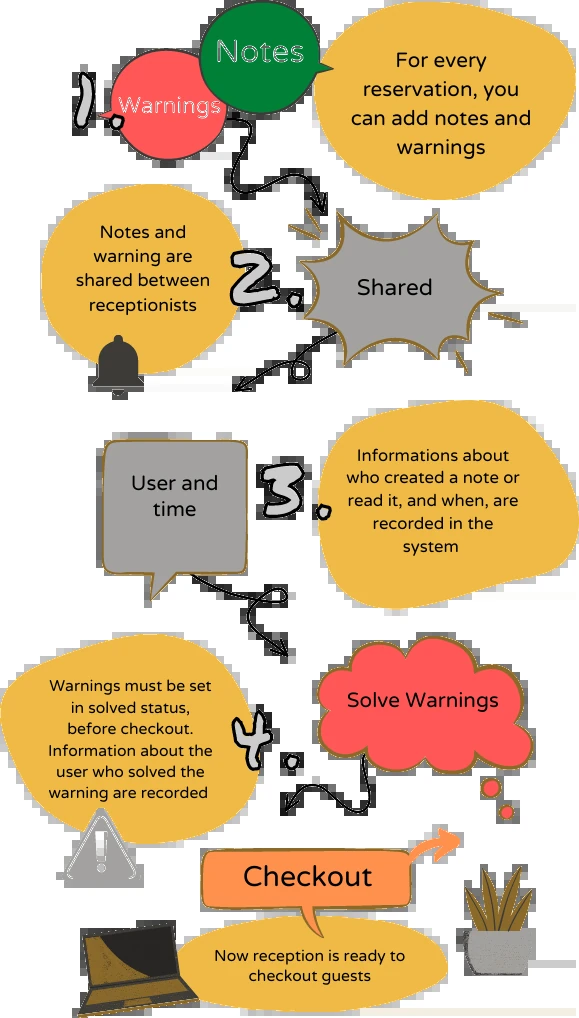 Notes
1.
Warnings
For every
reservation, you
can add notes and
warnings
Notes and
warning are
shared between
receptionists
2.
Shared
User and
time
3.
Informations about
who created a note or
read it, and when, are
recorded in the
system
Warnings must be set
in solved status,
before checkout.
Information about the
user who solved the
warning are recorded
4.
Solve Warnings
Checkout
Now reception is ready to
checkout guests